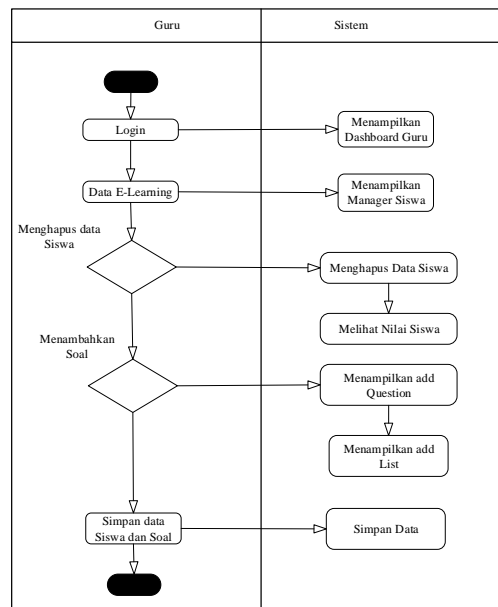 Guru
Sistem
Login
Menampilkan
Dashboard Guru
Data E-Learning
Menampilkan
Manager Siswa
Menghapus data
Siswa
Menghapus Data Siswa
Melihat Nilai Siswa
Menambahkan
Soal
Menampilkan add
Question
Menampilkan add
List
Simpan data
Siswa dan Soal
Simpan Data